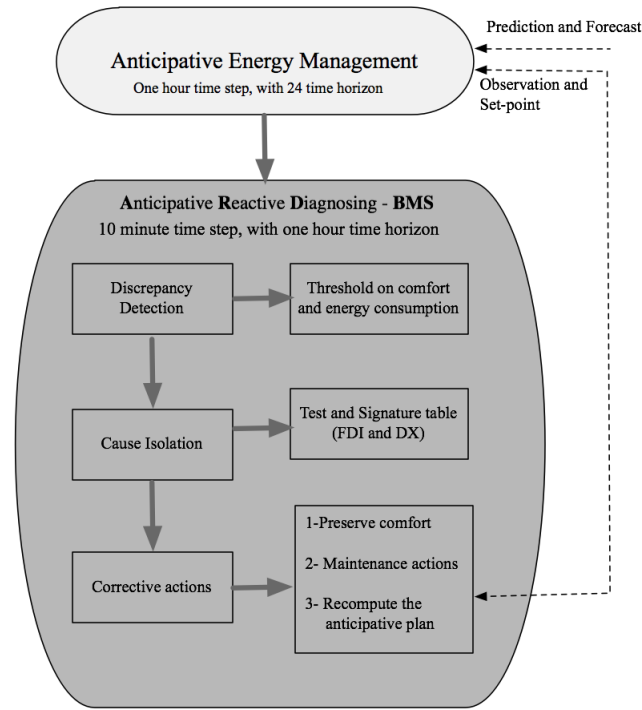 Prediction and Forecast
Anticipative Energy Management
One hour time step, with 24 time horizon
Observation and
Set-point
Anticipative Reactive Diagnosing - BMS
10 minute time step, with one hour time horizon
Discrepancy
Detection
Threshold on comfort
and energy consumption
Cause Isolation
Test and Signature table
(FDI and DX)
Corrective actions
1-Preserve comfort
2- Maintenance actions
3- Recompute the
anticipative plan